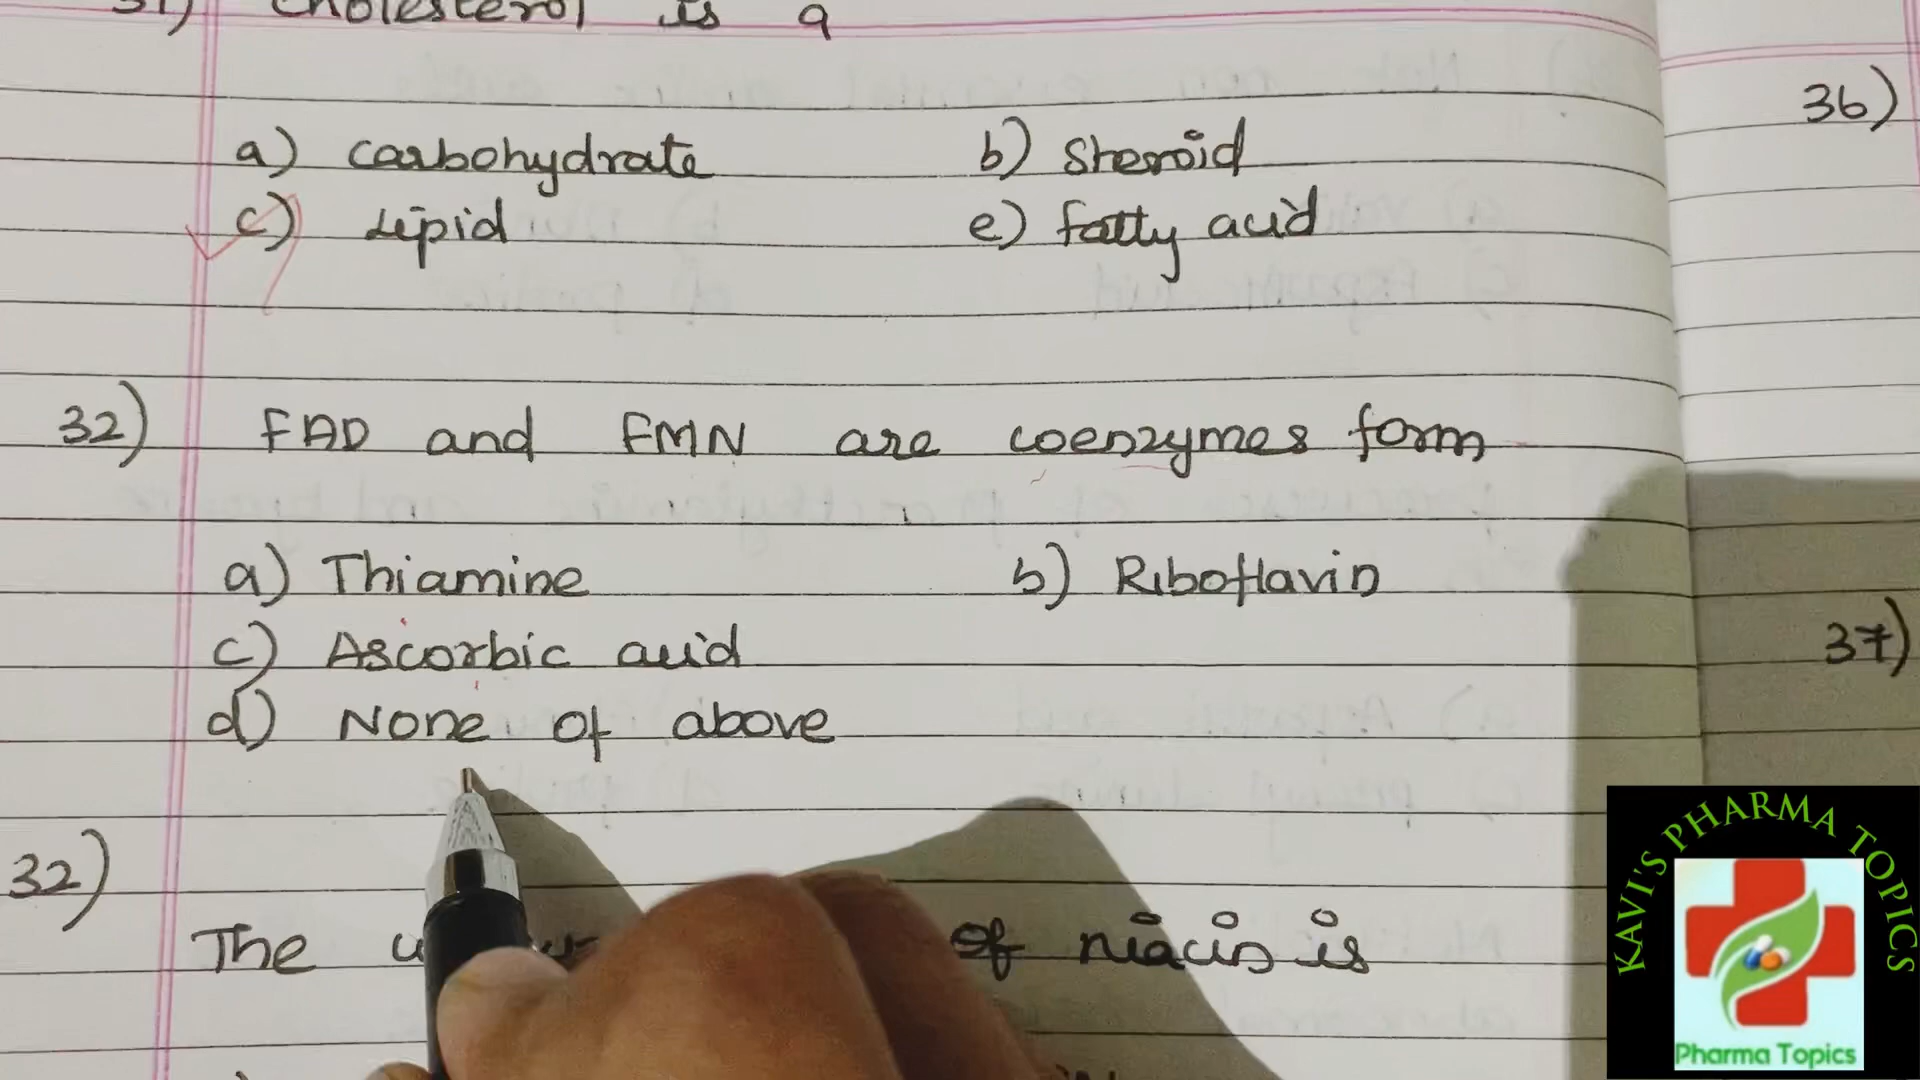 31) Cholesterol is a
36)
a) carbohydrate b) Steroid
c) Lipid e) fatty acid
32) FAD and FMN are coenzymes form
a) Thiamine b) Riboflavin
c) Ascorbic acid
37)
d) None of above
32)
The of niacin is
KAVI'S PHARMA TOPICS
Pharma Topics